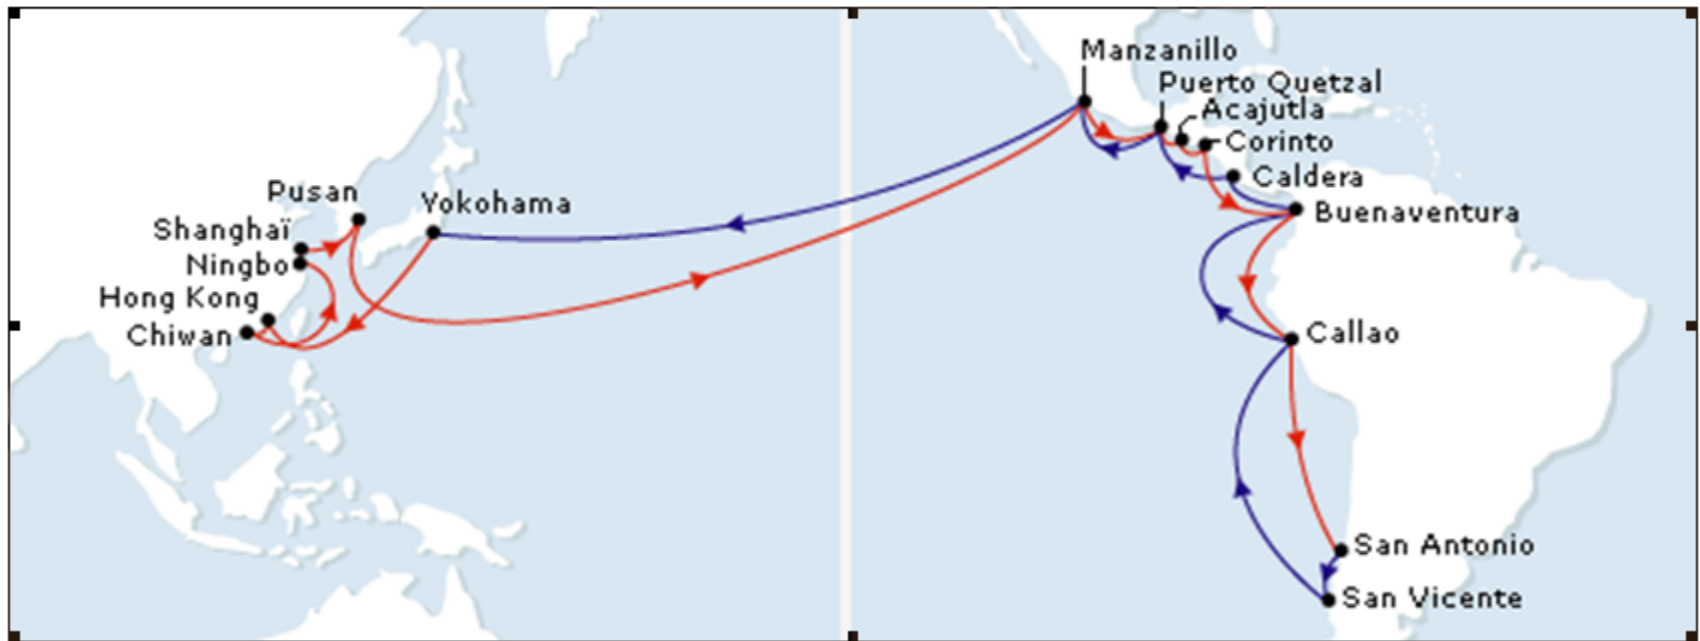 Manzanillo
Puerto Quetzal
Acajutla
Corinto
Caldera
Buenaventura
Pusan
Yokohama
Shanghaï
Ningbo
Hong Kong
Chiwan
Callao
San Antonio
San Vicente